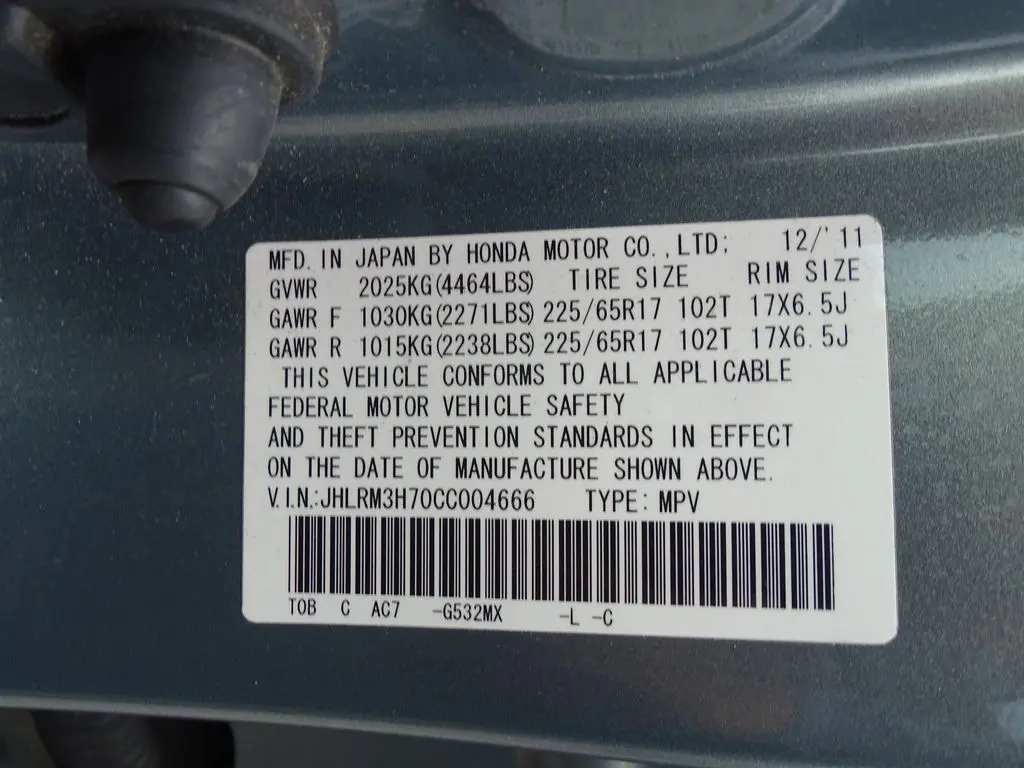 MFD. IN JAPAN BY HONDA MOTOR CO.,LTD; 12/'11
GVWR 2025KG(4464LBS) TIRE SIZE RIM SIZE
GAWR F 1030KG(2271LBS) 225/65R17 102T 17X6.5J
GAWR R 1015KG(2238LBS) 225/65R17 102T 17X6.5J
THIS VEHICLE CONFORMS TO ALL APPLICABLE
FEDERAL MOTOR VEHICLE SAFETY
AND THEFT PREVENTION STANDARDS IN EFFECT
ON THE DATE OF MANUFACTURE SHOWN ABOVE.
V.I.N.:JHLRM3H70CC004666 TYPE: MPV
TOB C AC7 -G532MX -L -C